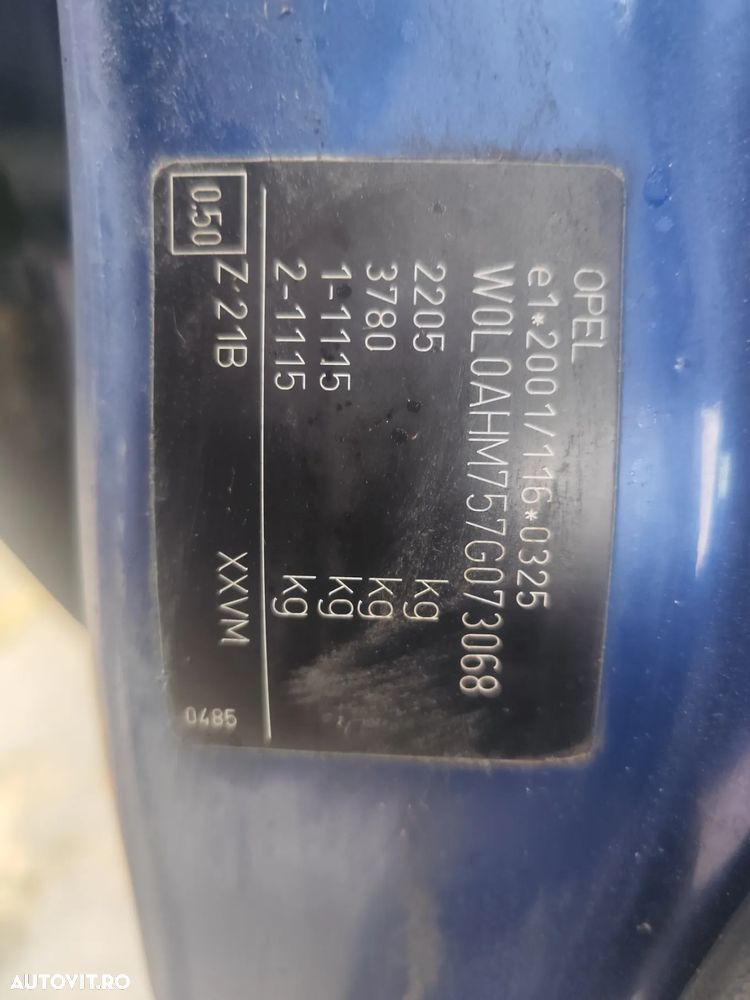 OPEL
e1*2001/116*0325
W0L0AHM757G073068
2205 kg
3780 kg
1-1115 kg
2-1115 kg
Z 21B XXVM
0.50
0485
AUTOVIT.RO